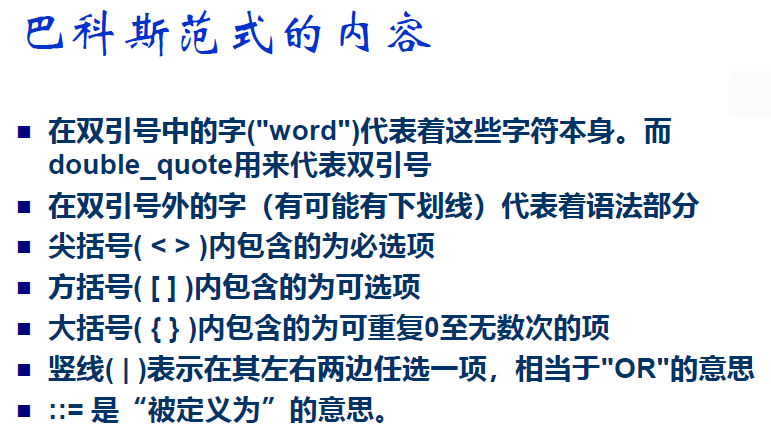 巴科斯范式的内容
■ 在双引号中的字("word")代表着这些字符本身。而
double_quote用来代表双引号
■ 在双引号外的字（有可能有下划线）代表着语法部分
■ 尖括号( < > )内包含的为必选项
■ 方括号( [ ] )内包含的为可选项
■ 大括号( { } )内包含的为可重复0至无数次的项
■ 竖线( | )表示在其左右两边任选一项，相当于"OR"的意思
■ ::= 是“被定义为”的意思。